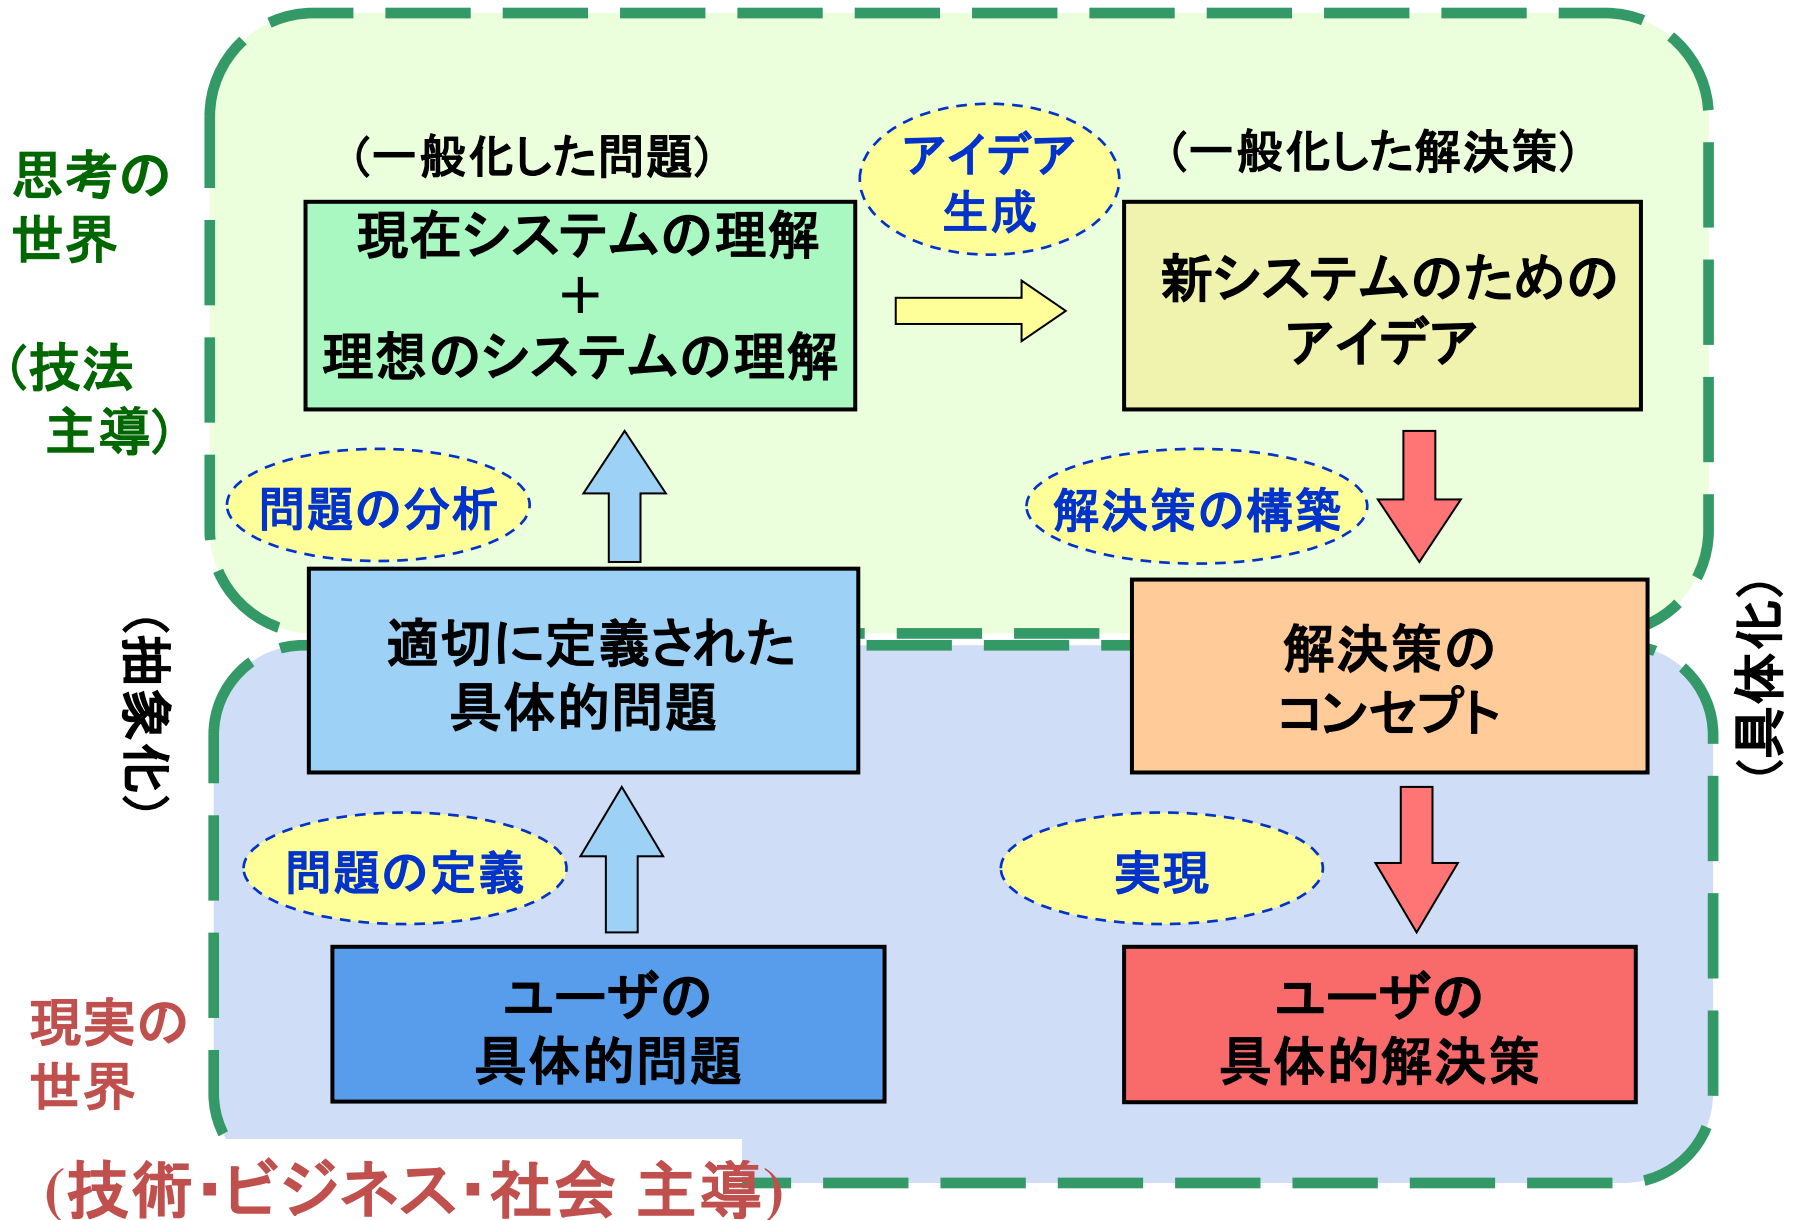 思考の
世界
（技法
主導）
（一般化した問題）
現在システムの理解
＋
理想のシステムの理解
アイデア
生成
（一般化した解決策）
新システムのための
アイデア
問題の分析
解決策の構築
（抽象化）
適切に定義された
具体的問題
解決策の
コンセプト
（具体化）
問題の定義
実現
現実の
世界
ユーザの
具体的問題
ユーザの
具体的解決策
(技術・ビジネス・社会 主導)